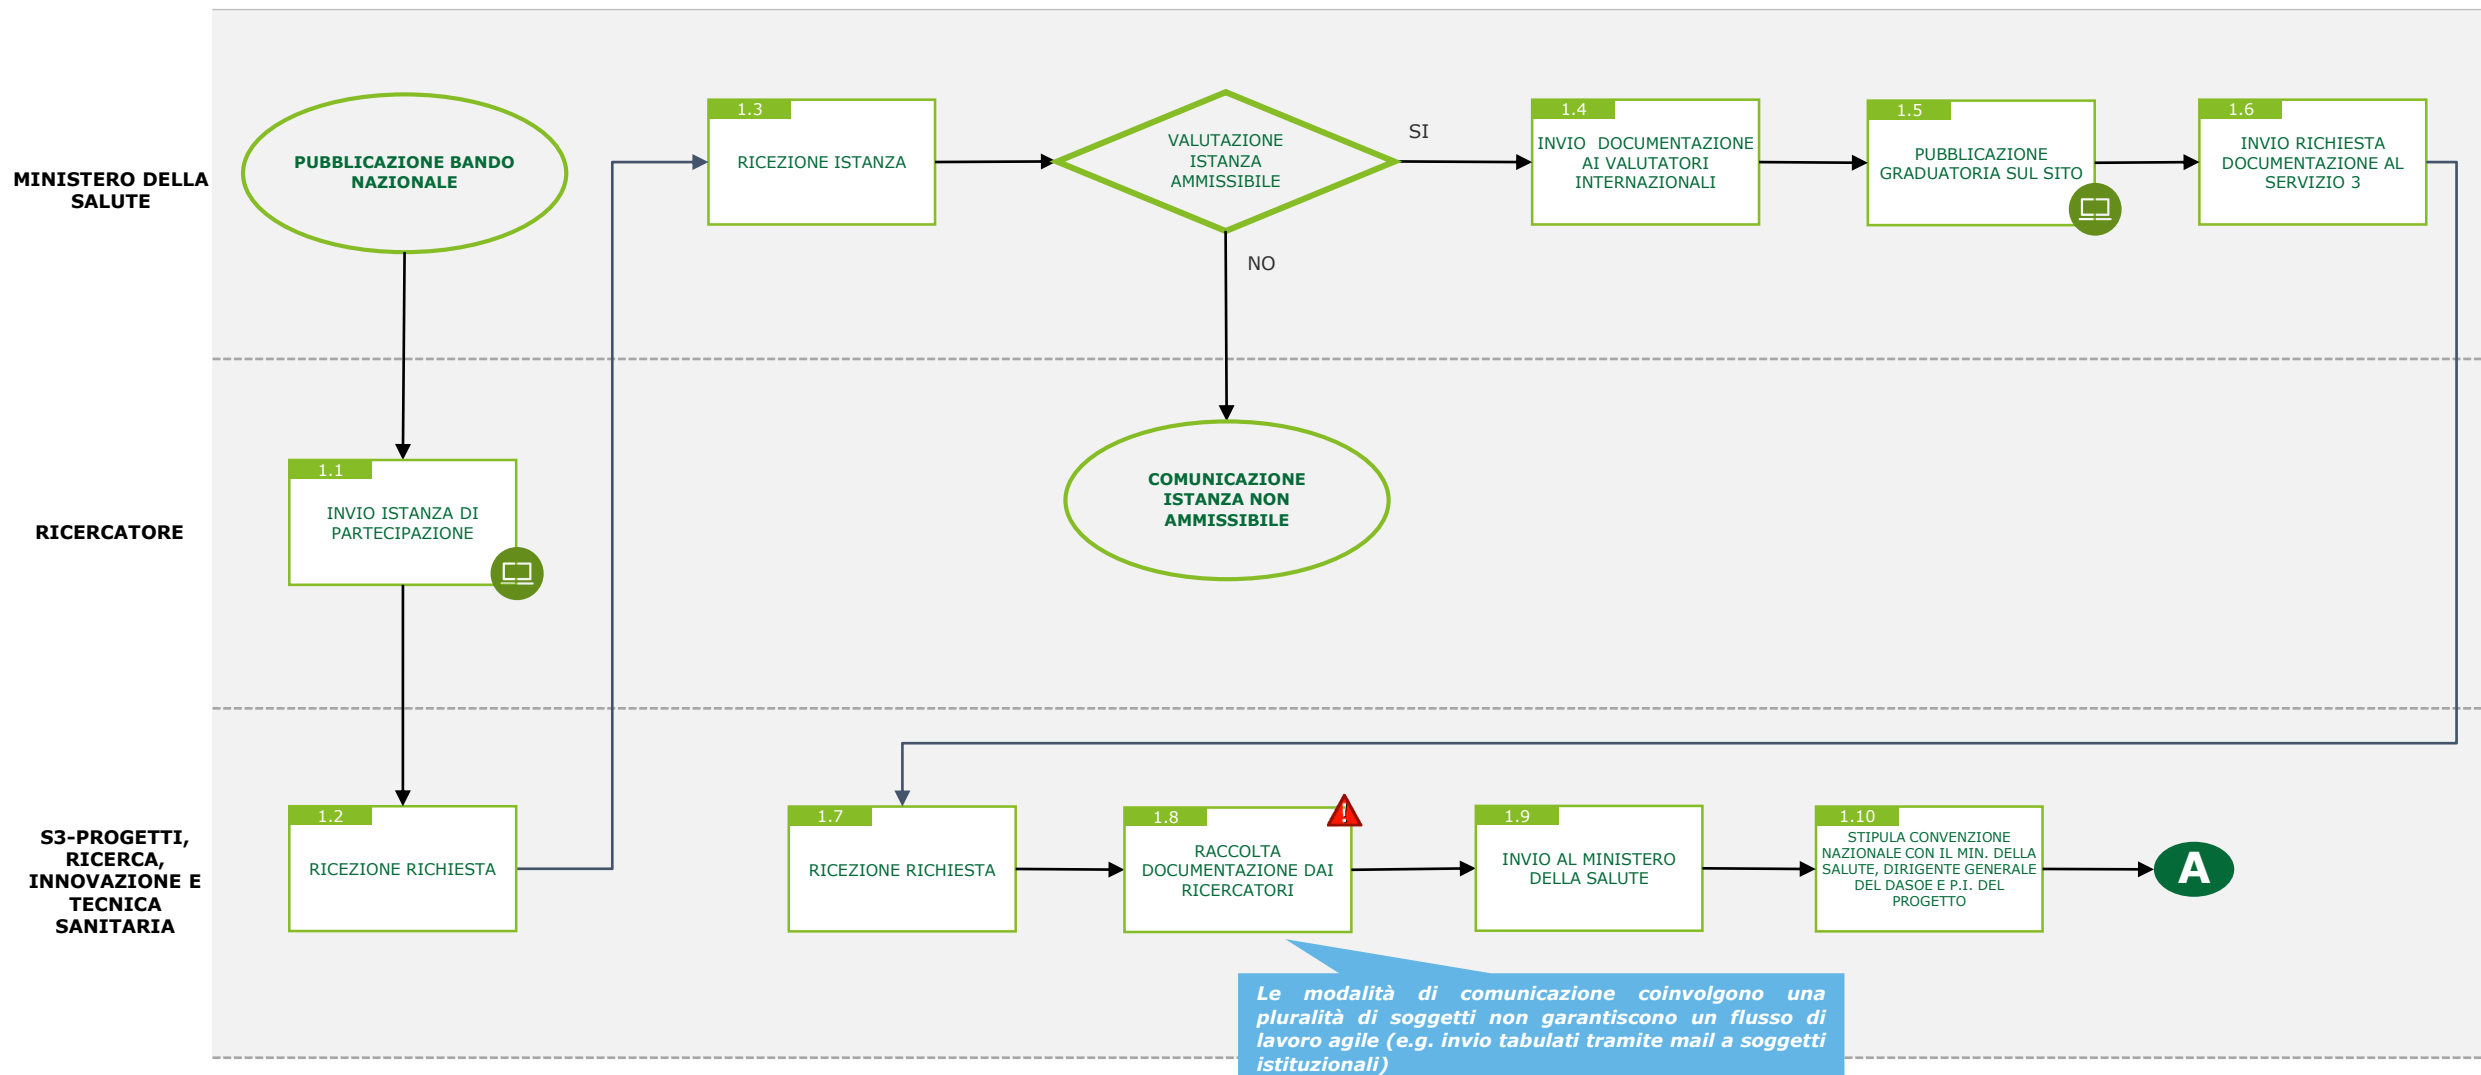 MINISTERO DELLA
SALUTE
PUBBLICAZIONE BANDO
NAZIONALE
1.3
RICEZIONE ISTANZA
VALUTAZIONE
ISTANZA
AMMISSIBILE
SI
NO
1.4
INVIO DOCUMENTAZIONE
AI VALUTATORI
INTERNAZIONALI
1.5
PUBBLICAZIONE
GRADUATORIA SUL SITO
1.6
INVIO RICHIESTA
DOCUMENTAZIONE AL
SERVIZIO 3
RICERCATORE
1.1
INVIO ISTANZA DI
PARTECIPAZIONE
COMUNICAZIONE
ISTANZA NON
AMMISSIBILE
S3-PROGETTI,
RICERCA,
INNOVAZIONE E
TECNICA
SANITARIA
1.2
RICEZIONE RICHIESTA
1.7
RICEZIONE RICHIESTA
1.8
!
RACCOLTA
DOCUMENTAZIONE DAI
RICERCATORI
1.9
INVIO AL MINISTERO
DELLA SALUTE
1.10
STIPULA CONVENZIONE
NAZIONALE CON IL MIN. DELLA
SALUTE, DIRIGENTE GENERALE
DEL DASOE E P.I. DEL
PROGETTO
A
Le modalità di comunicazione coinvolgono una
pluralità di soggetti non garantiscono un flusso di
lavoro agile (e.g. invio tabulati tramite mail a soggetti
istituzionali)